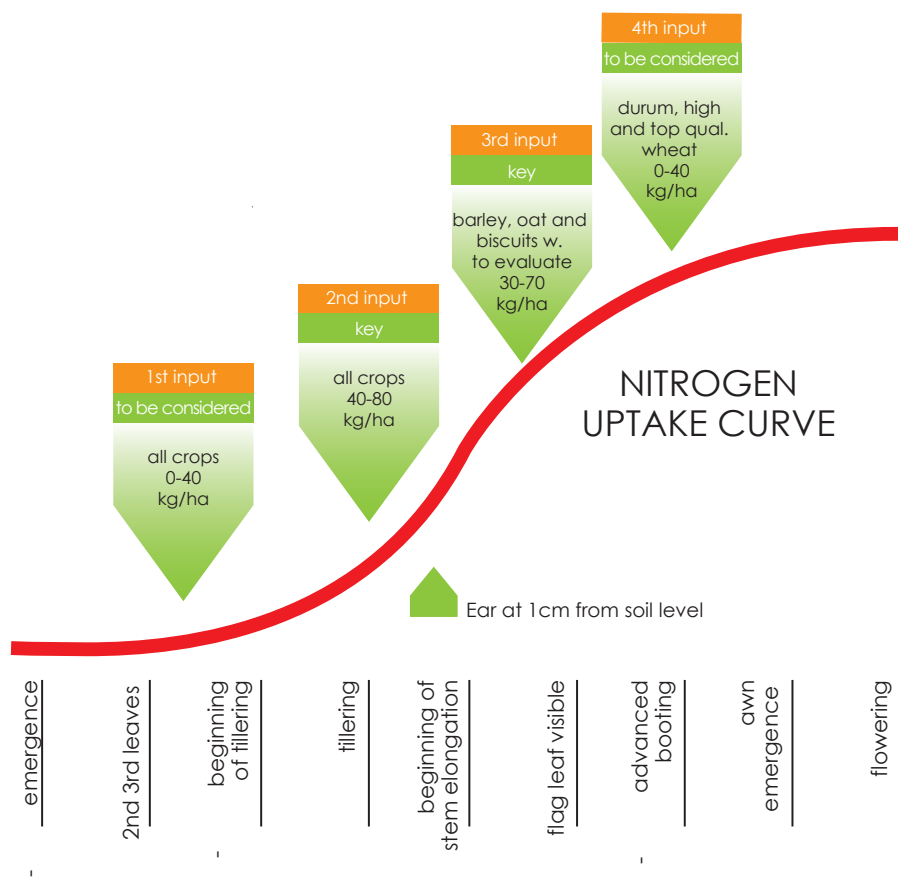 4th input
to be considered
durum, high
and top qual.
wheat
0-40
kg/ha
3rd input
key
barley, oat and
biscuits w.
to evaluate
30-70
kg/ha
2nd input
key
all crops
40-80
kg/ha
1st input
to be considered
all crops
0-40
kg/ha
NITROGEN
UPTAKE CURVE
Ear at 1cm from soil level
emergence
2nd 3rd leaves
beginning
of tillering
tillering
beginning of
stem elongation
flag leaf visible
advanced
booting
awn
emergence
flowering